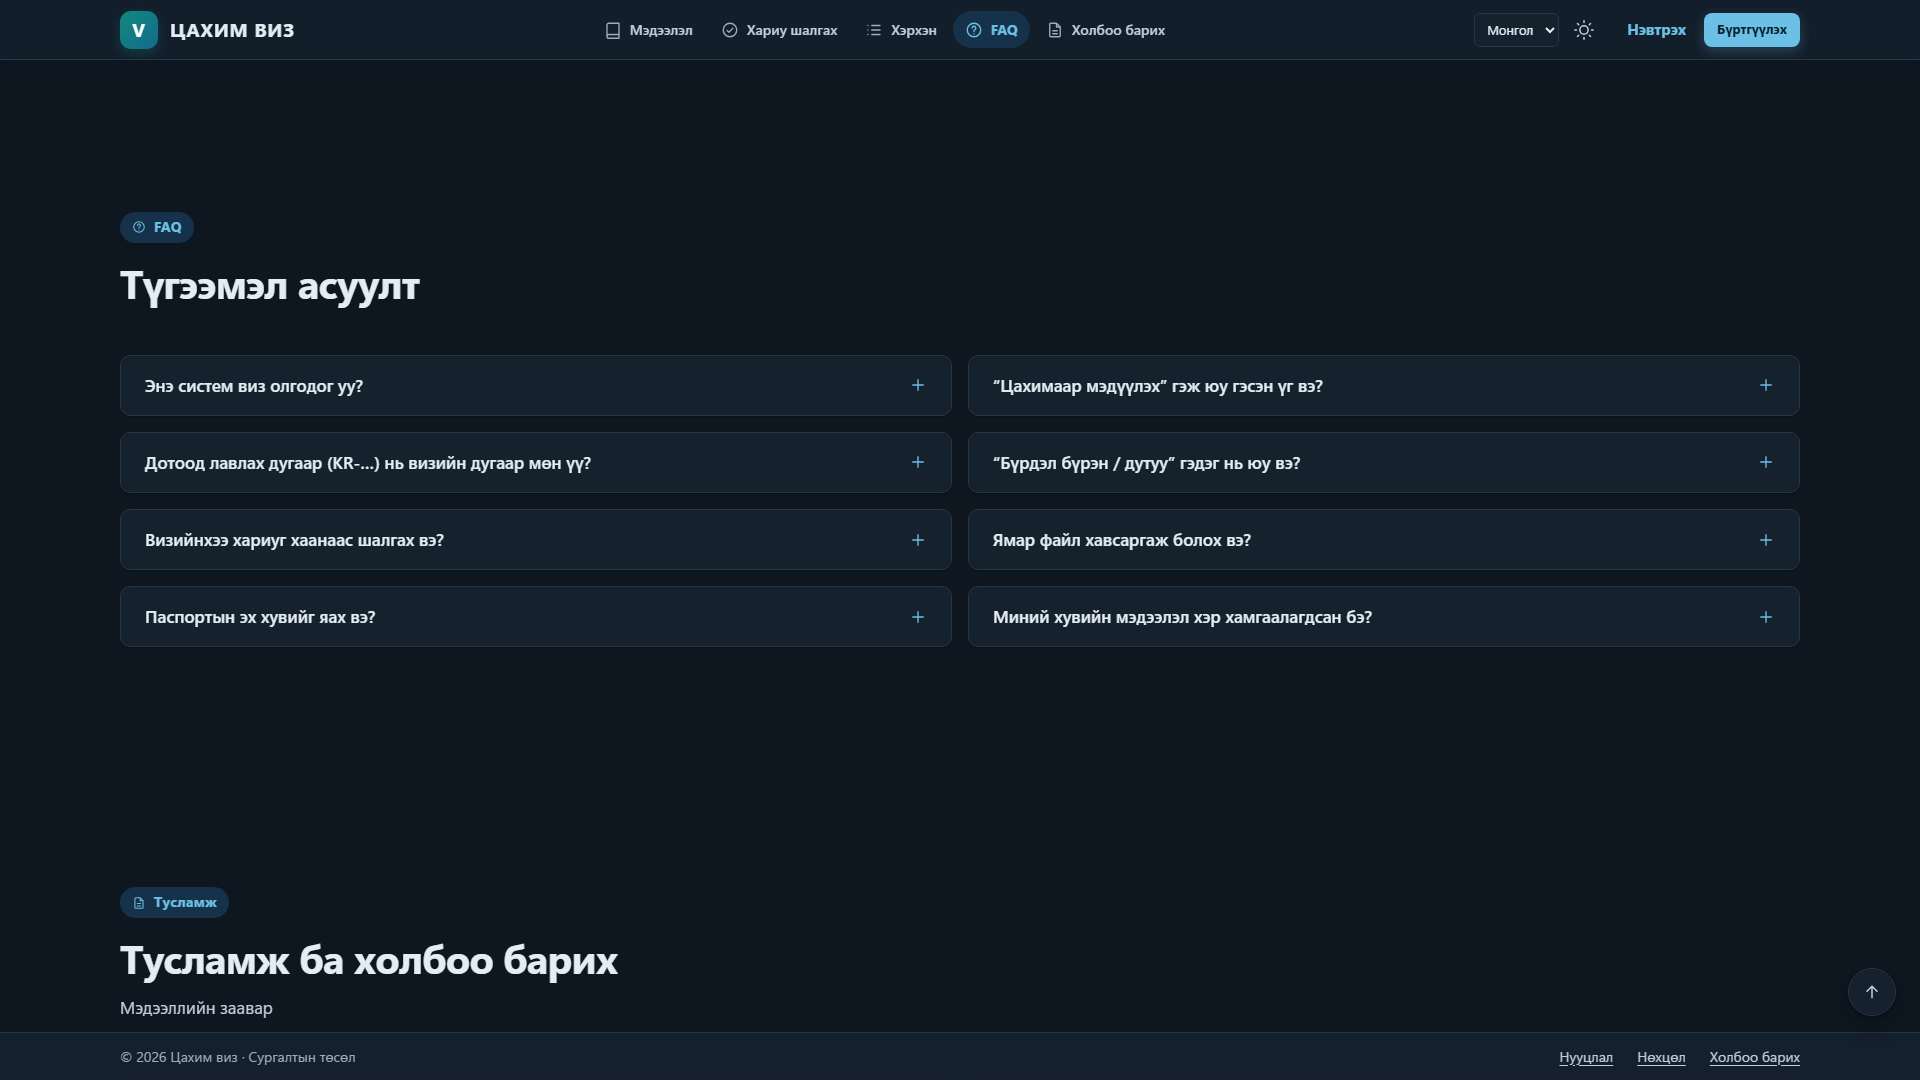 V ЦАХИМ ВИЗ
Мэдээлэл
Хариу шалгах
Хэрхэн
FAQ
Холбоо барих
Монгол
Нэвтрэх
Бүртгүүлэх
FAQ
Түгээмэл асуулт
Энэ систем виз олгодог уу?
“Цахимаар мэдүүлэх” гэж юу гэсэн үг вэ?
Дотоод лавлах дугаар (KR-…) нь визийн дугаар мөн үү?
“Бүрдэл бүрэн / дутуу” гэдэг нь юу вэ?
Визийнхээ хариуг хаанаас шалгах вэ?
Ямар файл хавсаргаж болох вэ?
Паспортын эх хувийг яах вэ?
Миний хувийн мэдээлэл хэр хамгаалагдсан бэ?
Тусламж
Тусламж ба холбоо барих
Мэдээллийн заавар
© 2026 Цахим виз · Сургалтын төсөл
Нууцлал
Нөхцөл
Холбоо барих